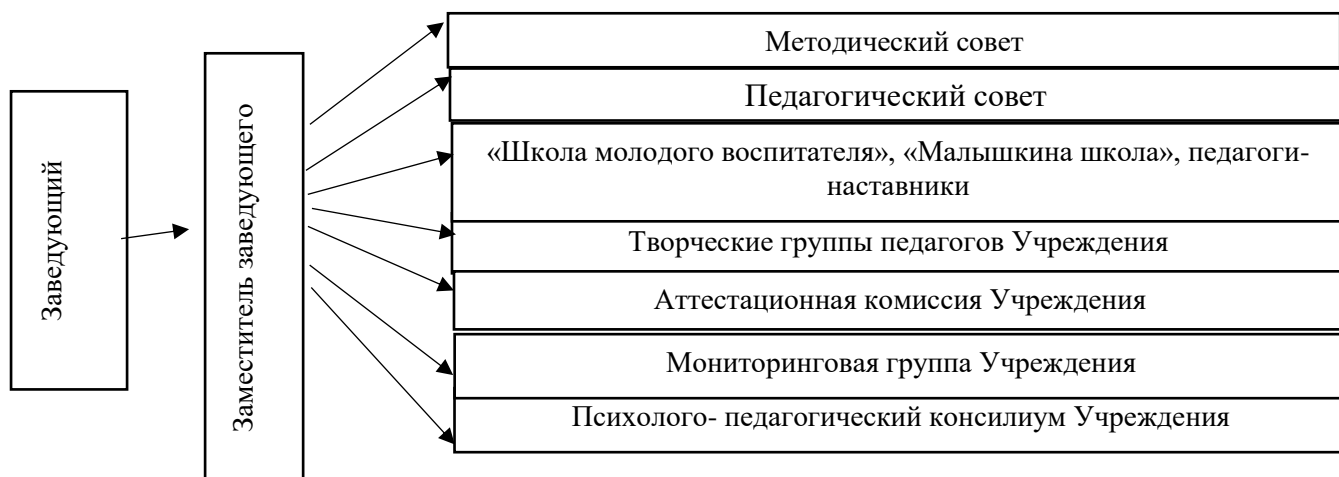 Заведующий
Заместитель заведующего
Методический совет
Педагогический совет
«Школа молодого воспитателя», «Малышкина школа», педагоги-
наставники
Творческие группы педагогов Учреждения
Аттестационная комиссия Учреждения
Мониторинговая группа Учреждения
Психолого- педагогический консилиум Учреждения